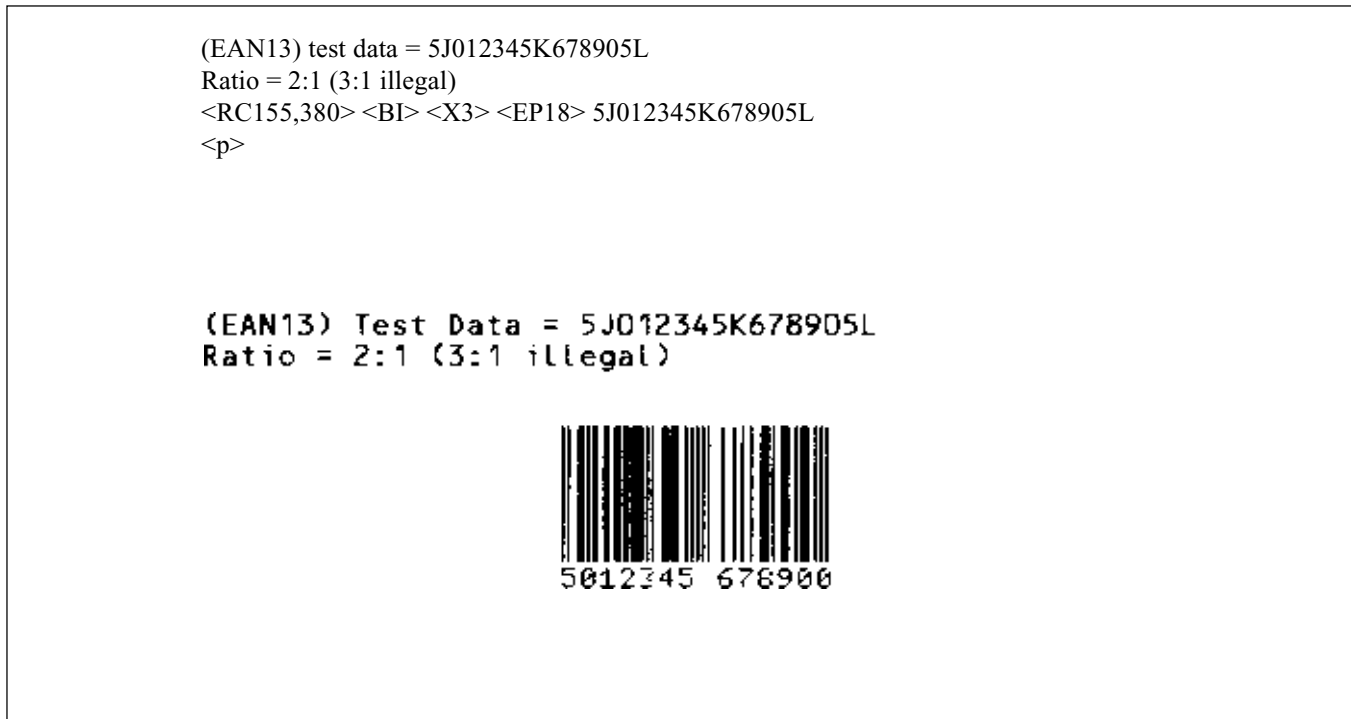 (EAN13) test data = 5J012345K678905L
Ratio = 2:1 (3:1 illegal)
<RC155,380> <BI> <X3> <EP18> 5J012345K678905L
<p>
(EAN13) Test Data = 5J012345K678905L
Ratio = 2:1 (3:1 illegal)
5012345 678900